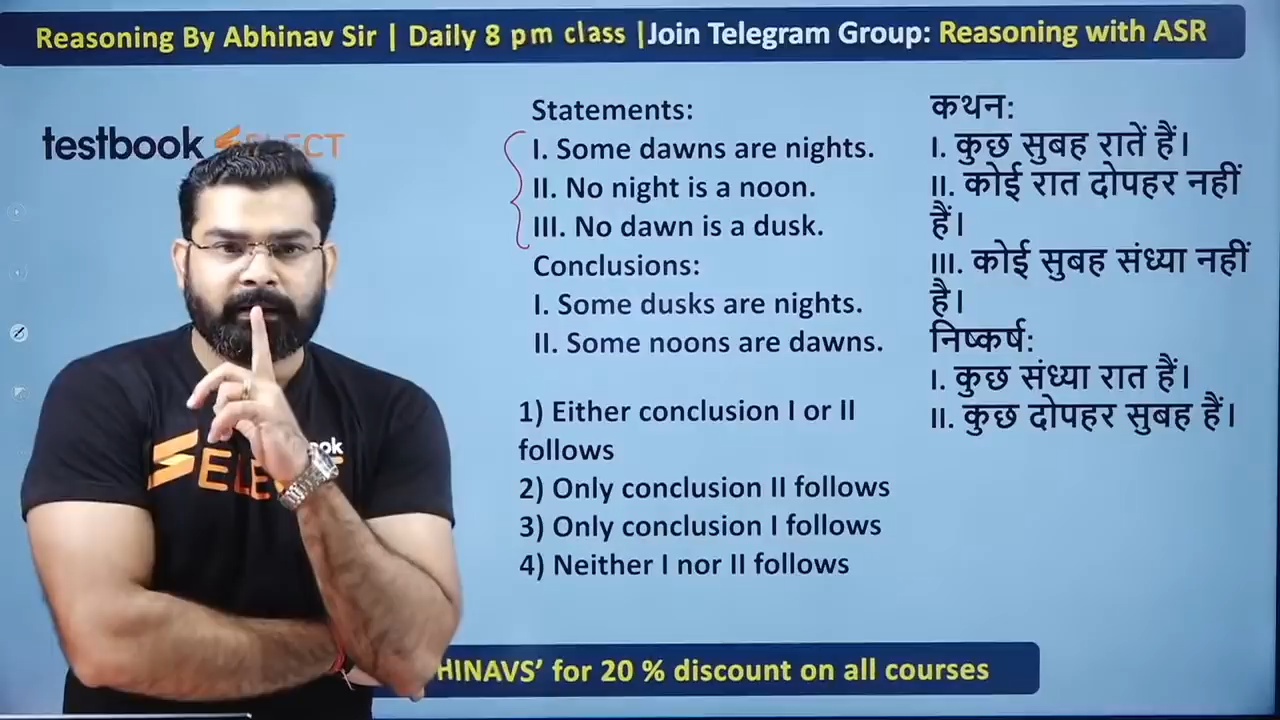 Reasoning By Abhinav Sir | Daily 8 pm class |Join Telegram Group: Reasoning with ASR
testbook SELECT
Statements:
I. Some dawns are nights.
II. No night is a noon.
III. No dawn is a dusk.
Conclusions:
I. Some dusks are nights.
II. Some noons are dawns.
1) Either conclusion I or II
follows
2) Only conclusion II follows
3) Only conclusion I follows
4) Neither I nor II follows
कथन:
I. कुछ सुबह रातें हैं।
II. कोई रात दोपहर नहीं
हैं।
III. कोई सुबह संध्या नहीं
है।
निष्कर्ष:
I. कुछ संध्या रात हैं।
II. कुछ दोपहर सुबह हैं।
ook
SELE
HINAVS’ for 20 % discount on all courses